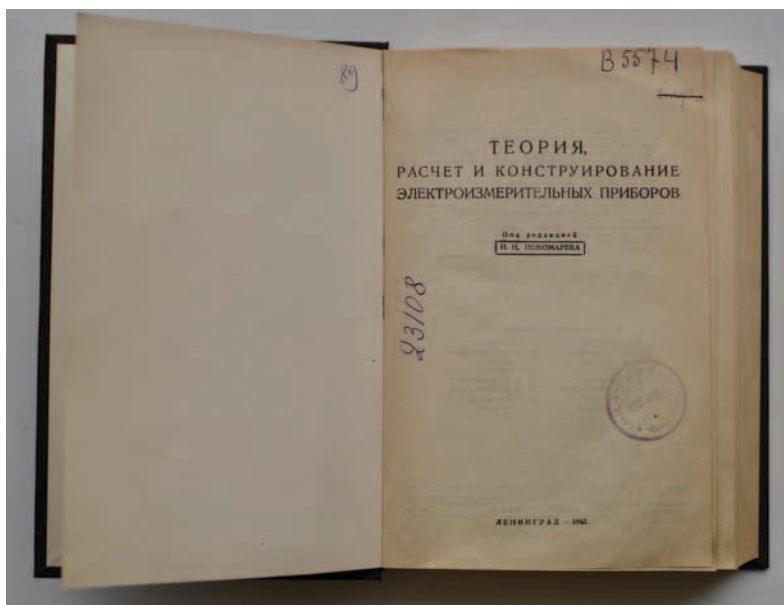 89
В 5574
ТЕОРИЯ,
РАСЧЕТ И КОНСТРУИРОВАНИЕ
ЭЛЕКТРОИЗМЕРИТЕЛЬНЫХ ПРИБОРОВ
Под редакцией
Н. Н. ПОНОМАРЕВА
23108
ЛЕНИНГРАД